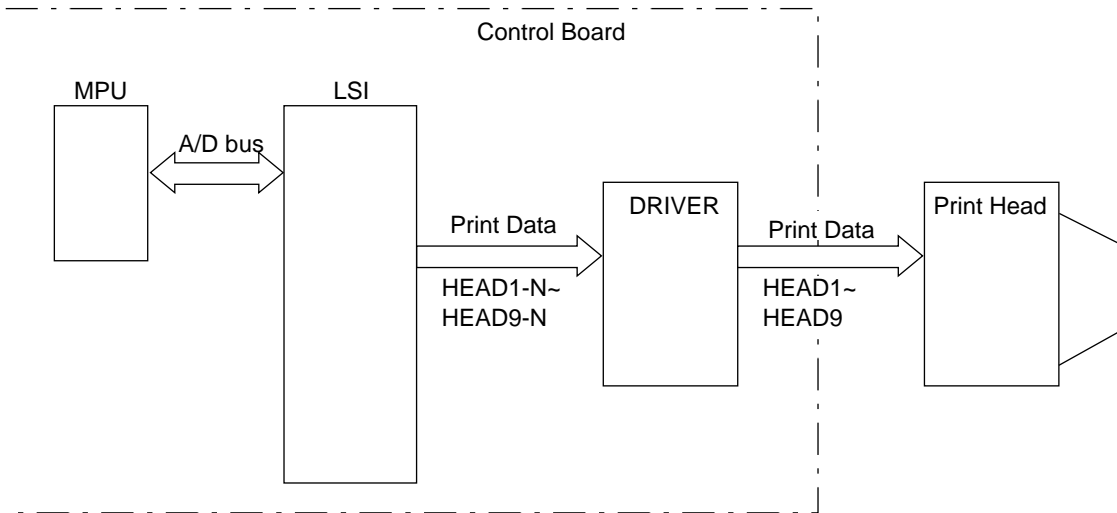 Control Board
MPU
LSI
A/D bus
DRIVER
Print Head
Print Data
Print Data
HEAD1-N~
HEAD9-N
HEAD1~
HEAD9